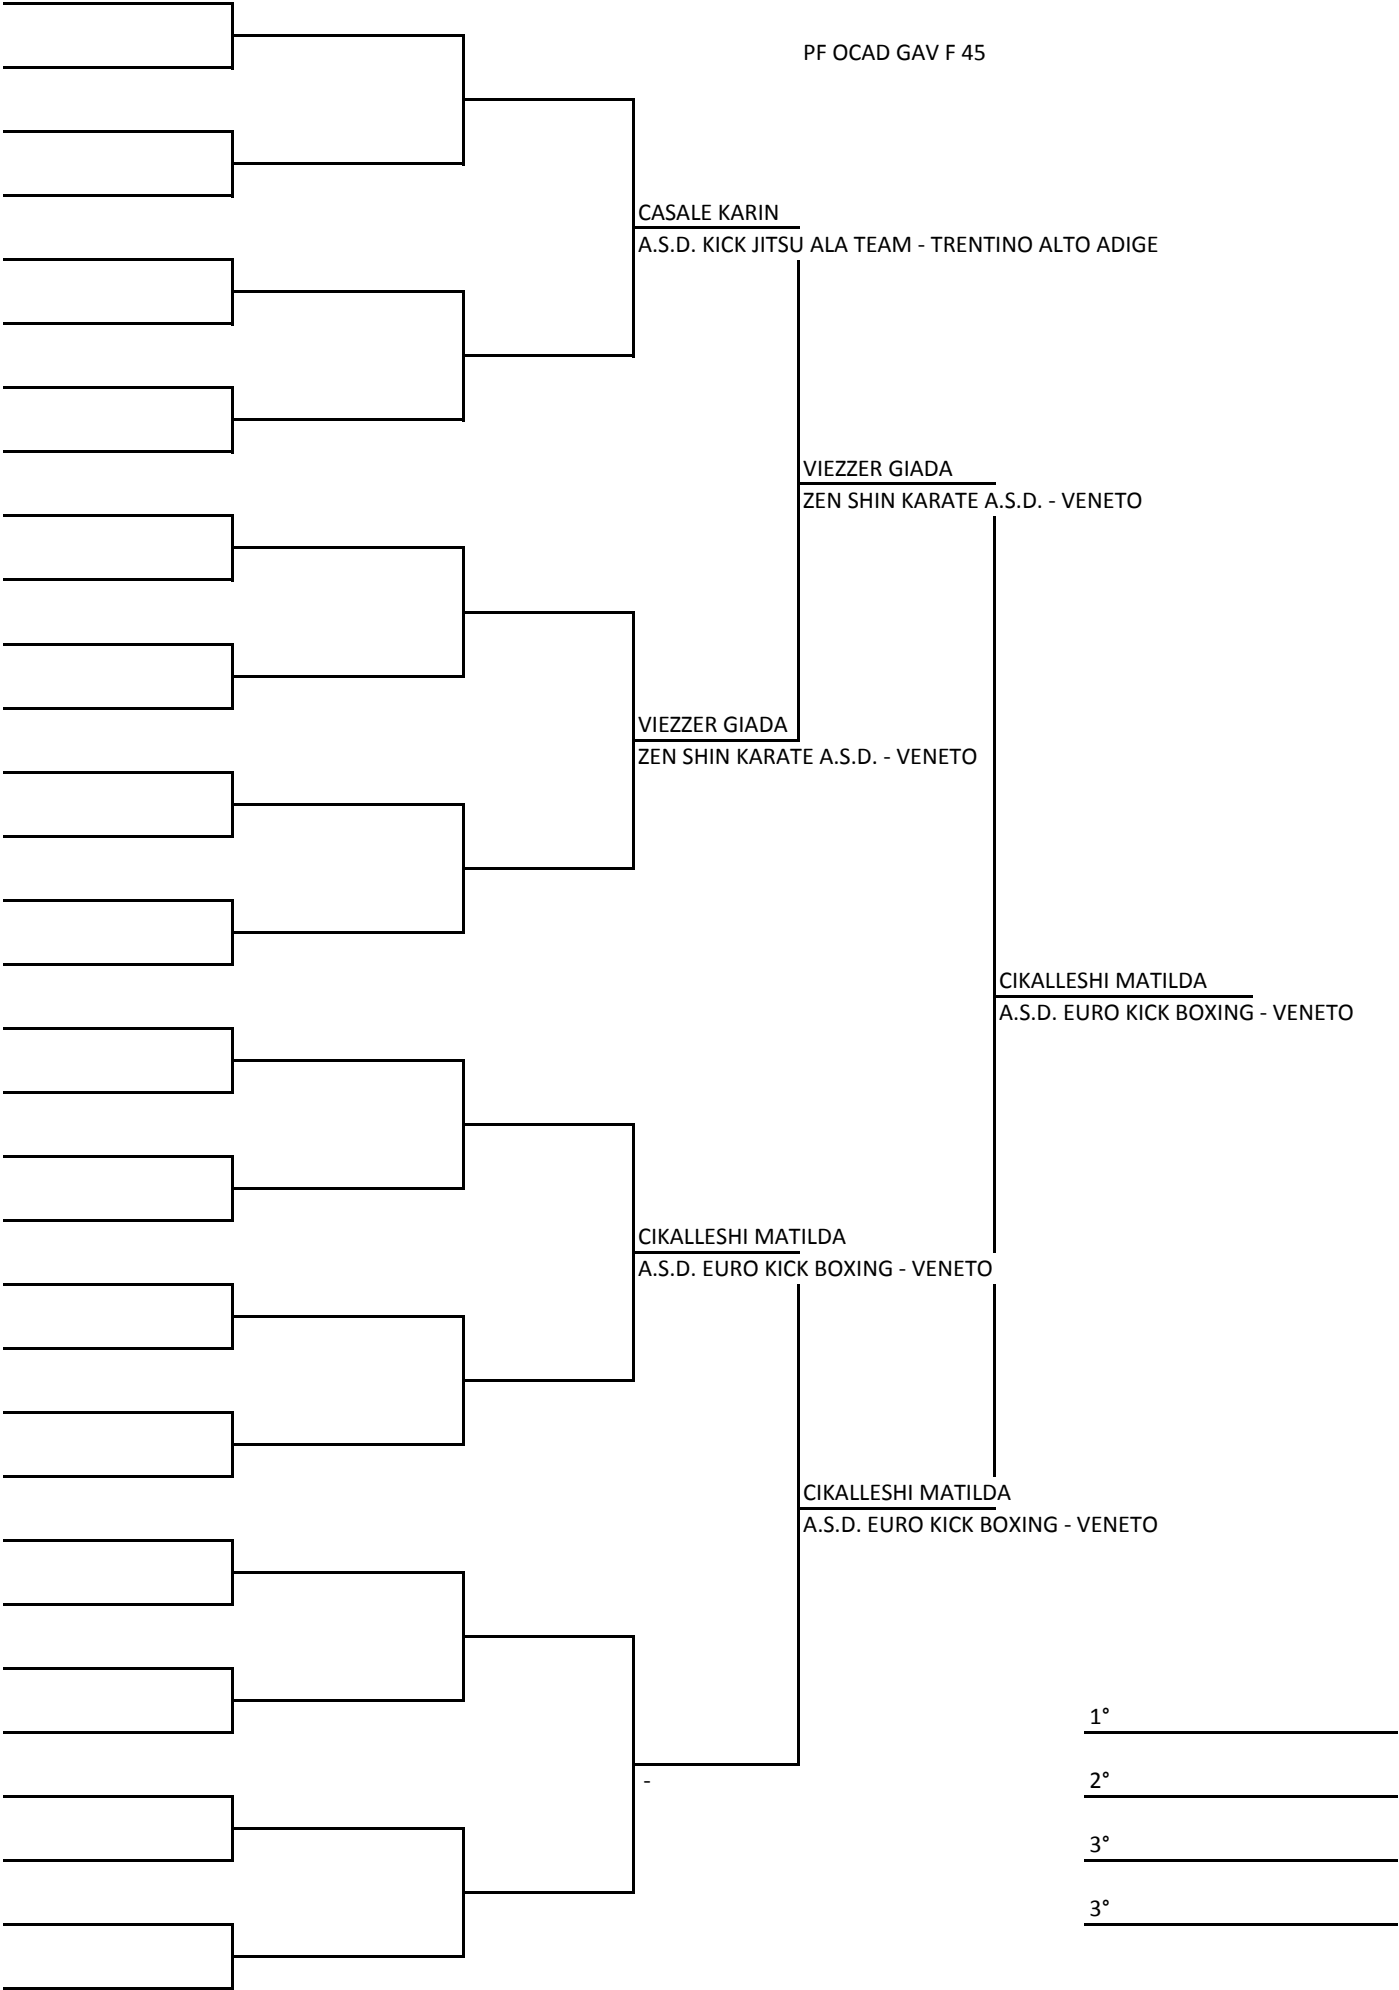 PF OCAD GAV F 45
CASALE KARIN
A.S.D. KICK JITSU ALA TEAM - TRENTINO ALTO ADIGE
VIEZZER GIADA
ZEN SHIN KARATE A.S.D. - VENETO
VIEZZER GIADA
ZEN SHIN KARATE A.S.D. - VENETO
CIKALLESHI MATILDA
A.S.D. EURO KICK BOXING - VENETO
CIKALLESHI MATILDA
A.S.D. EURO KICK BOXING - VENETO
CIKALLESHI MATILDA
A.S.D. EURO KICK BOXING - VENETO
1°
-
2°
3°
3°